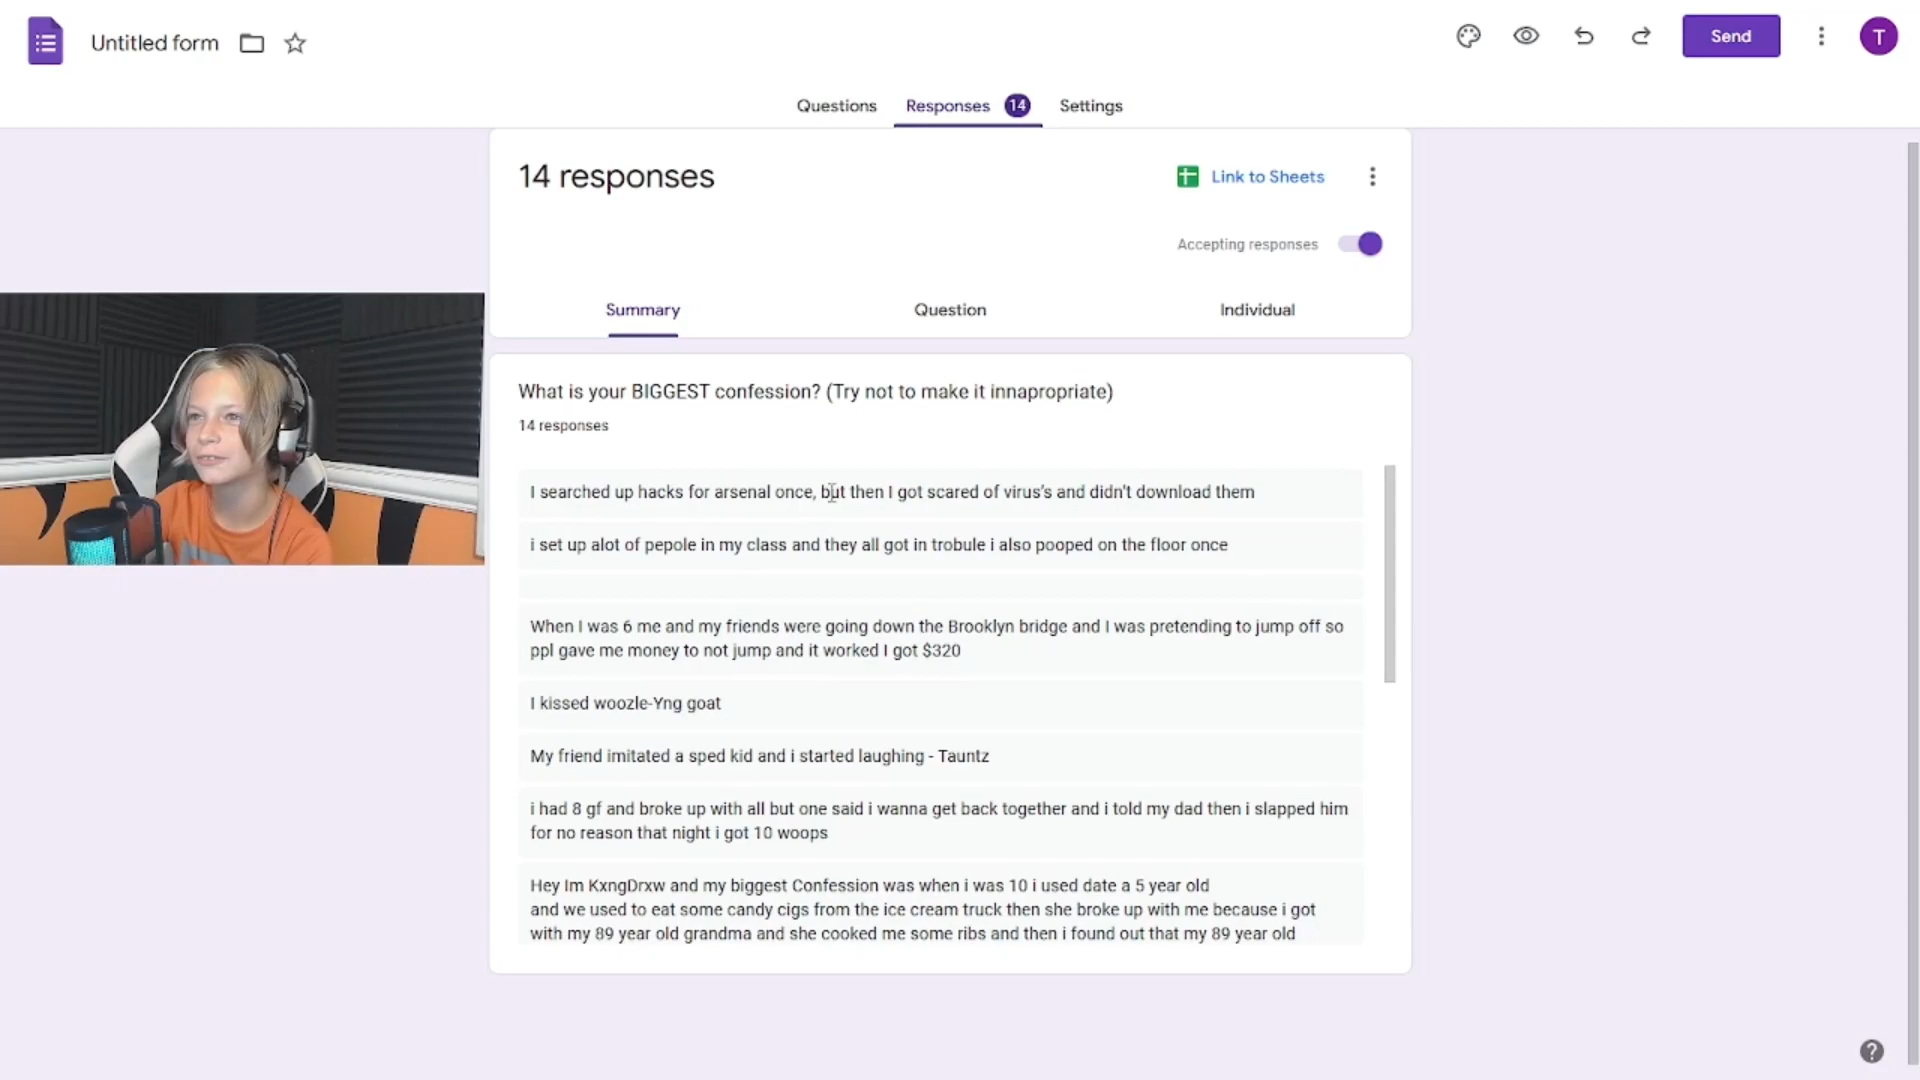 Untitled form
Send
T
Questions
Responses 14
Settings
14 responses
Link to Sheets
Accepting responses
Summary
Question
Individual
What is your BIGGEST confession? (Try not to make it innapropriate)
14 responses
I searched up hacks for arsenal once, but then I got scared of virus's and didn't download them
i set up alot of pepole in my class and they all got in trobule i also pooped on the floor once
When I was 6 me and my friends were going down the Brooklyn bridge and I was pretending to jump off so
ppl gave me money to not jump and it worked I got $320
I kissed woozle-Yng goat
My friend imitated a sped kid and i started laughing - Tauntz
i had 8 gf and broke up with all but one said i wanna get back together and i told my dad then i slapped him
for no reason that night i got 10 woops
Hey Im KxngDrxw and my biggest Confession was when i was 10 i used date a 5 year old
and we used to eat some candy cigs from the ice cream truck then she broke up with me because i got
with my 89 year old grandma and she cooked me some ribs and then i found out that my 89 year old